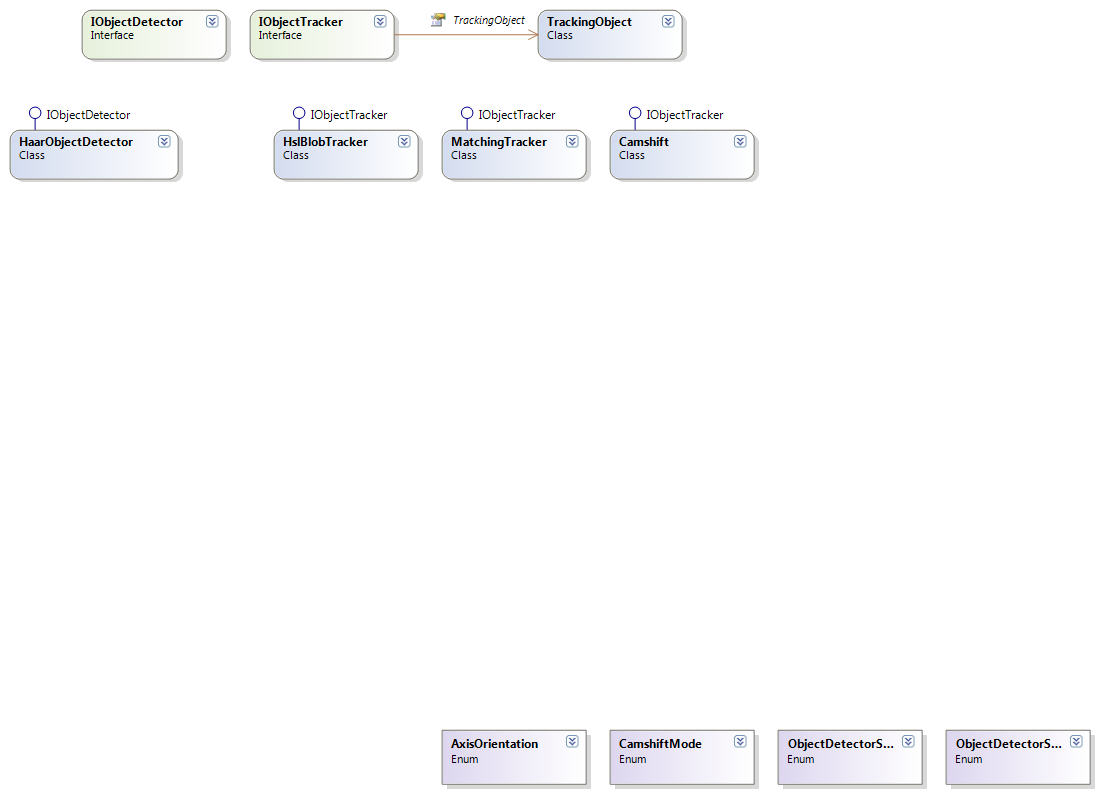 IObjectDetector
Interface
IObjectTracker
Interface
TrackingObject
TrackingObject
Class
IObjectDetector
HaarObjectDetector
Class
IObjectTracker
HslBlobTracker
Class
IObjectTracker
MatchingTracker
Class
IObjectTracker
Camshift
Class
AxisOrientation
Enum
CamshiftMode
Enum
ObjectDetectorS...
Enum
ObjectDetectorS...
Enum